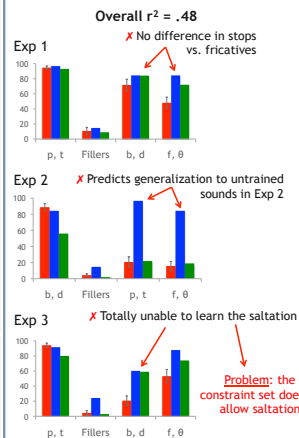 Overall r² = .48
Exp 1
✗ No difference in stops
vs. fricatives
100
80
60
40
20
0
p, t Fillers b, d f, θ
Exp 2
✗ Predicts generalization to untrained
sounds in Exp 2
100
80
60
40
20
0
b, d Fillers p, t f, θ
Exp 3
✗ Totally unable to learn the saltation
100
80
60
40
20
0
Problem: the
constraint set doe
allow saltation
p, t Fillers b, d f, θ